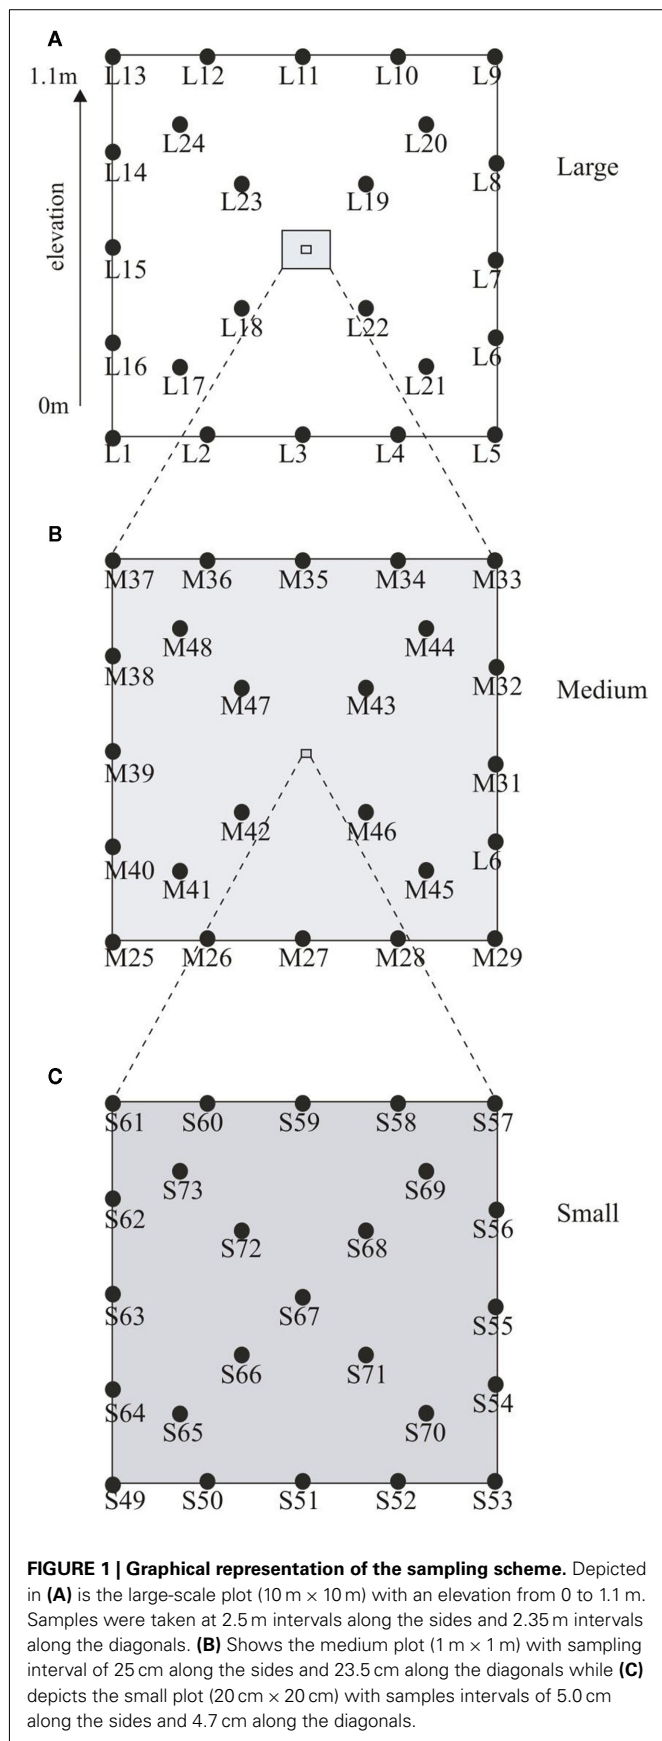 A
L13 L12 L11 L10 L9
1.1m
L24 L20
L14 L8 Large
L23 L19
elevation
L15 L7
L18 L22
L16 L6
L17 L21
0m
L1 L2 L3 L4 L5
B
M37 M36 M35 M34 M33
M48 M44
M38 M32 Medium
M47 M43
M39 M31
M42 M46
M40 L6
M41 M45
M25 M26 M27 M28 M29
C
S61 S60 S59 S58 S57
S73 S69
S62 S56 Small
S72 S68
S63 S67 S55
S66 S71
S64 S54
S65 S70
S49 S50 S51 S52 S53
FIGURE 1 | Graphical representation of the sampling scheme. Depicted
in (A) is the large-scale plot (10 m × 10 m) with an elevation from 0 to 1.1 m.
Samples were taken at 2.5 m intervals along the sides and 2.35 m intervals
along the diagonals. (B) Shows the medium plot (1 m × 1 m) with sampling
interval of 25 cm along the sides and 23.5 cm along the diagonals while (C)
depicts the small plot (20 cm × 20 cm) with samples intervals of 5.0 cm
along the sides and 4.7 cm along the diagonals.